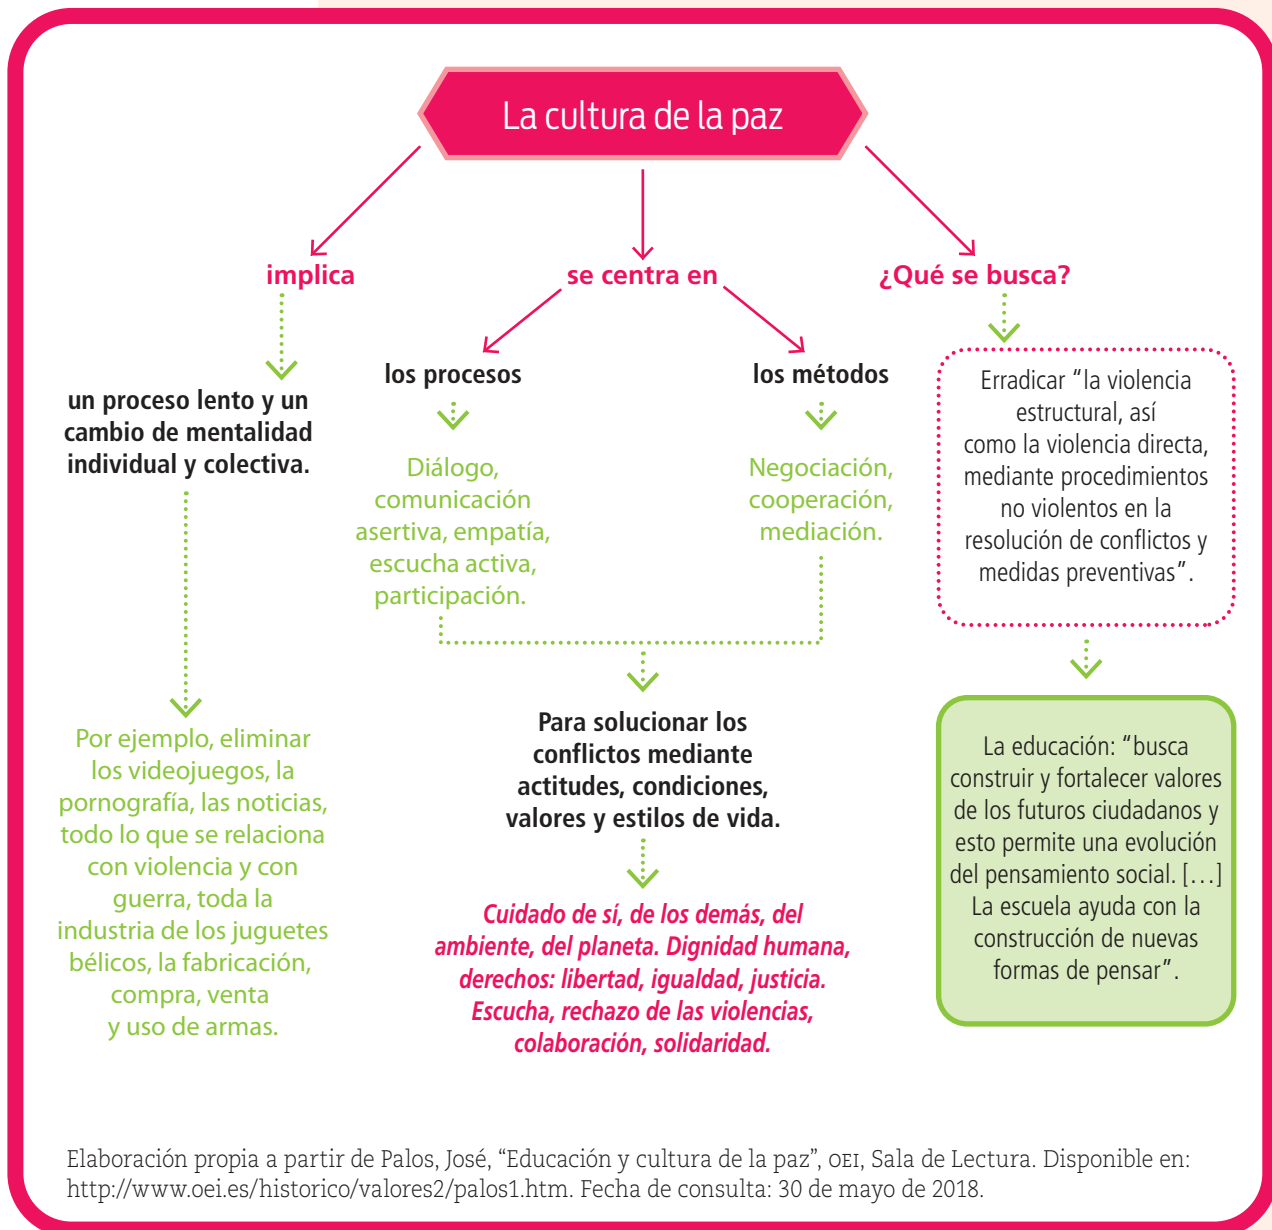 La cultura de la paz
implica
un proceso lento y un
cambio de mentalidad
individual y colectiva.
Por ejemplo, eliminar
los videojuegos, la
pornografía, las noticias,
todo lo que se relaciona
con violencia y con
guerra, toda la
industria de los juguetes
bélicos, la fabricación,
compra, venta
y uso de armas.
se centra en
los procesos
Diálogo,
comunicación
asertiva, empatía,
escucha activa,
participación.
los métodos
Negociación,
cooperación,
mediación.
Para solucionar los
conflictos mediante
actitudes, condiciones,
valores y estilos de vida.
Cuidado de sí, de los demás, del
ambiente, del planeta. Dignidad humana,
derechos: libertad, igualdad, justicia.
Escucha, rechazo de las violencias,
colaboración, solidaridad.
¿Qué se busca?
Erradicar "la violencia
estructural, así
como la violencia directa,
mediante procedimientos
no violentos en la
resolución de conflictos y
medidas preventivas".
La educación: "busca
construir y fortalecer valores
de los futuros ciudadanos y
esto permite una evolución
del pensamiento social. [...]
La escuela ayuda con la
construcción de nuevas
formas de pensar".
Elaboración propia a partir de Palos, José, “Educación y cultura de la paz”, OEI, Sala de Lectura. Disponible en:
http://www.oei.es/historico/valores2/palos1.htm. Fecha de consulta: 30 de mayo de 2018.